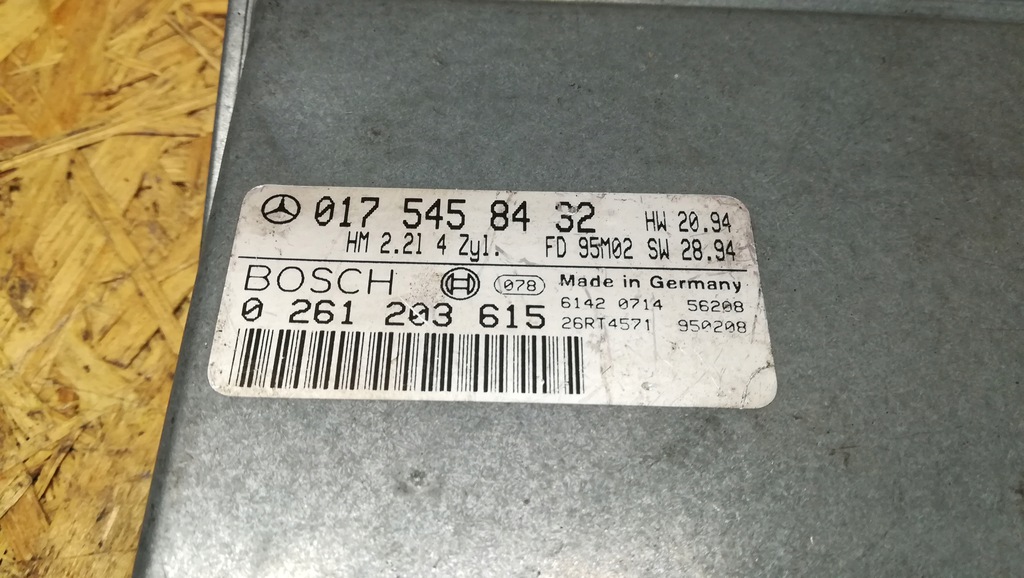 017 545 84 32 HW 20.94
HM 2.2l 4 Zyl. FD 95M02 SW 28.94
BOSCH 078 Made in Germany
6142 0714 56208
0 261 203 615 26RT4571 950208